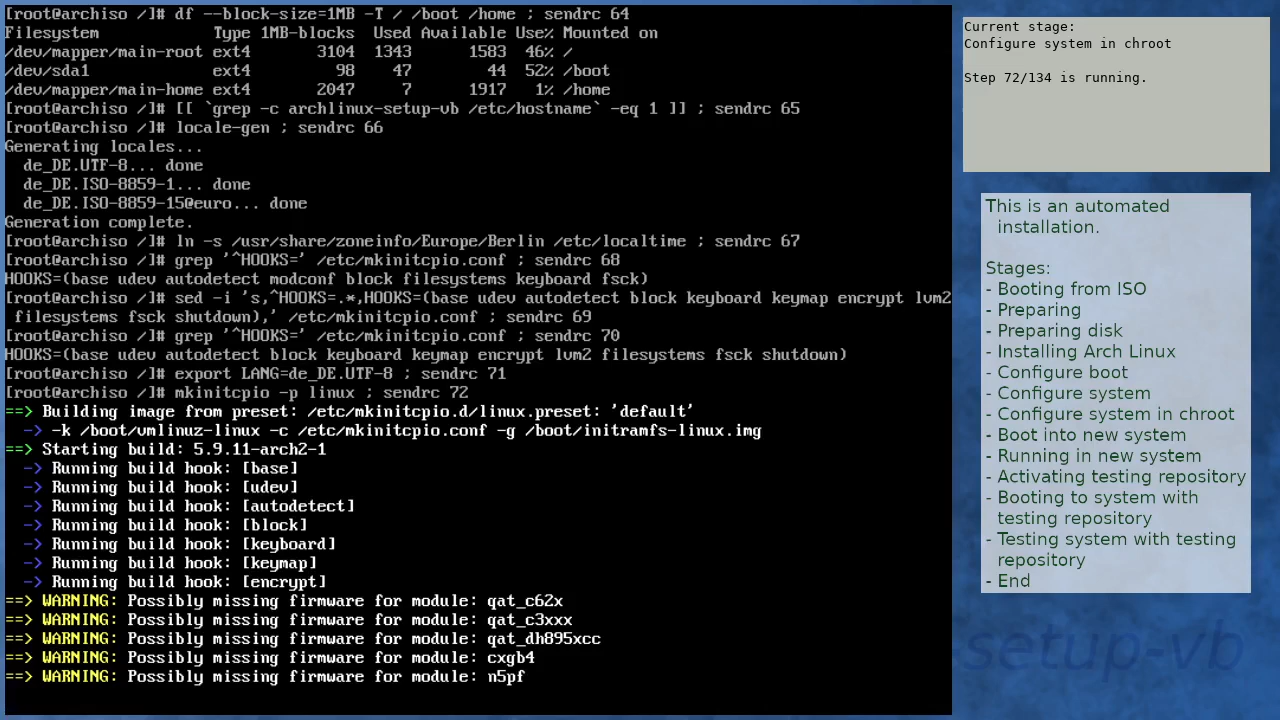 [root@archiso /]# df --block-size=1MB -T / /boot /home ; sendrc 64
Filesystem            Type 1MB-blocks  Used Available Use% Mounted on
/dev/mapper/main-root ext4       3104  1343      1583  46% /
/dev/sda1             ext4         98    47        44  52% /boot
/dev/mapper/main-home ext4       2047     7      1917   1% /home
[root@archiso /]# [[ `grep -c archlinux-setup-vb /etc/hostname` -eq 1 ]] ; sendrc 65
[root@archiso /]# locale-gen ; sendrc 66
Generating locales...
  de_DE.UTF-8... done
  de_DE.ISO-8859-1... done
  de_DE.ISO-8859-15@euro... done
Generation complete.
[root@archiso /]# ln -s /usr/share/zoneinfo/Europe/Berlin /etc/localtime ; sendrc 67
[root@archiso /]# grep '^HOOKS=' /etc/mkinitcpio.conf ; sendrc 68
HOOKS=(base udev autodetect modconf block filesystems keyboard fsck)
[root@archiso /]# sed -i 's,^HOOKS=.*,HOOKS=(base udev autodetect block keyboard keymap encrypt lvm2
 filesystems fsck shutdown),' /etc/mkinitcpio.conf ; sendrc 69
[root@archiso /]# grep '^HOOKS=' /etc/mkinitcpio.conf ; sendrc 70
HOOKS=(base udev autodetect block keyboard keymap encrypt lvm2 filesystems fsck shutdown)
[root@archiso /]# export LANG=de_DE.UTF-8 ; sendrc 71
[root@archiso /]# mkinitcpio -p linux ; sendrc 72
==> Building image from preset: /etc/mkinitcpio.d/linux.preset: 'default'
  -> -k /boot/vmlinuz-linux -c /etc/mkinitcpio.conf -g /boot/initramfs-linux.img
==> Starting build: 5.9.11-arch2-1
  -> Running build hook: [base]
  -> Running build hook: [udev]
  -> Running build hook: [autodetect]
  -> Running build hook: [block]
  -> Running build hook: [keyboard]
  -> Running build hook: [keymap]
  -> Running build hook: [encrypt]
==> WARNING: Possibly missing firmware for module: qat_c62x
==> WARNING: Possibly missing firmware for module: qat_c3xxx
==> WARNING: Possibly missing firmware for module: qat_dh895xcc
==> WARNING: Possibly missing firmware for module: cxgb4
==> WARNING: Possibly missing firmware for module: n5pf
Current stage:
Configure system in chroot
Step 72/134 is running.
This is an automated
installation.
Stages:
- Booting from ISO
- Preparing
- Preparing disk
- Installing Arch Linux
- Configure boot
- Configure system
- Configure system in chroot
- Boot into new system
- Running in new system
- Activating testing repository
- Booting to system with
testing repository
- Testing system with testing
repository
- End
setup-vb